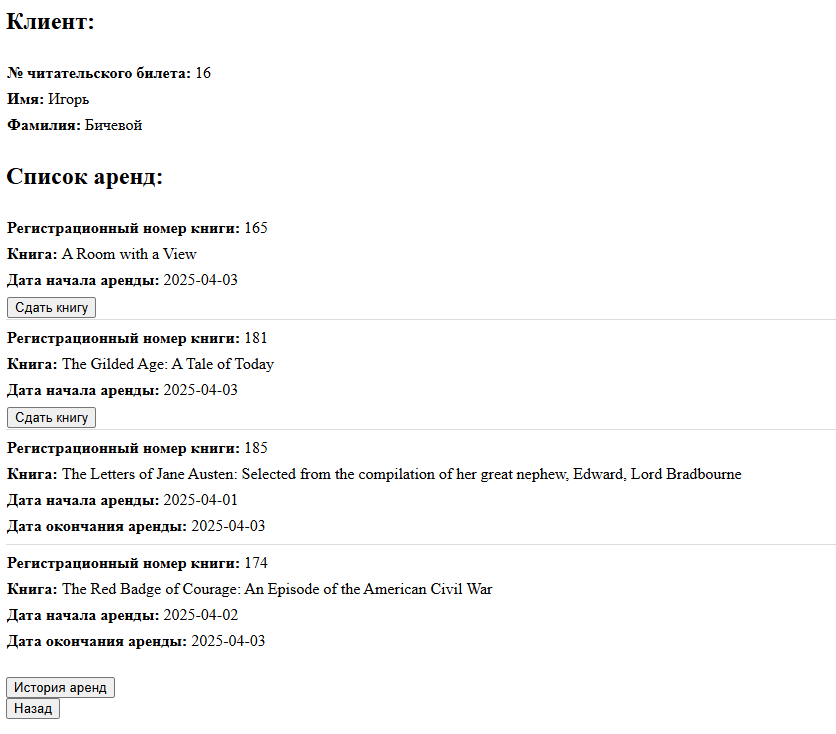 Клиент:
№ читательского билета: 16
Имя: Игорь
Фамилия: Бичевой
Список аренд:
Регистрационный номер книги: 165
Книга: A Room with a View
Дата начала аренды: 2025-04-03
Сдать книгу
Регистрационный номер книги: 181
Книга: The Gilded Age: A Tale of Today
Дата начала аренды: 2025-04-03
Сдать книгу
Регистрационный номер книги: 185
Книга: The Letters of Jane Austen: Selected from the compilation of her great nephew, Edward, Lord Bradbourne
Дата начала аренды: 2025-04-01
Дата окончания аренды: 2025-04-03
Регистрационный номер книги: 174
Книга: The Red Badge of Courage: An Episode of the American Civil War
Дата начала аренды: 2025-04-02
Дата окончания аренды: 2025-04-03
История аренд
Назад